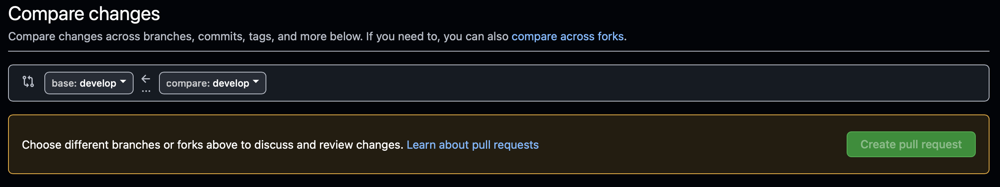 Compare changes
Compare changes across branches, commits, tags, and more below. If you need to, you can also compare across forks.
base: develop ... compare: develop
Choose different branches or forks above to discuss and review changes. Learn about pull requests
Create pull request